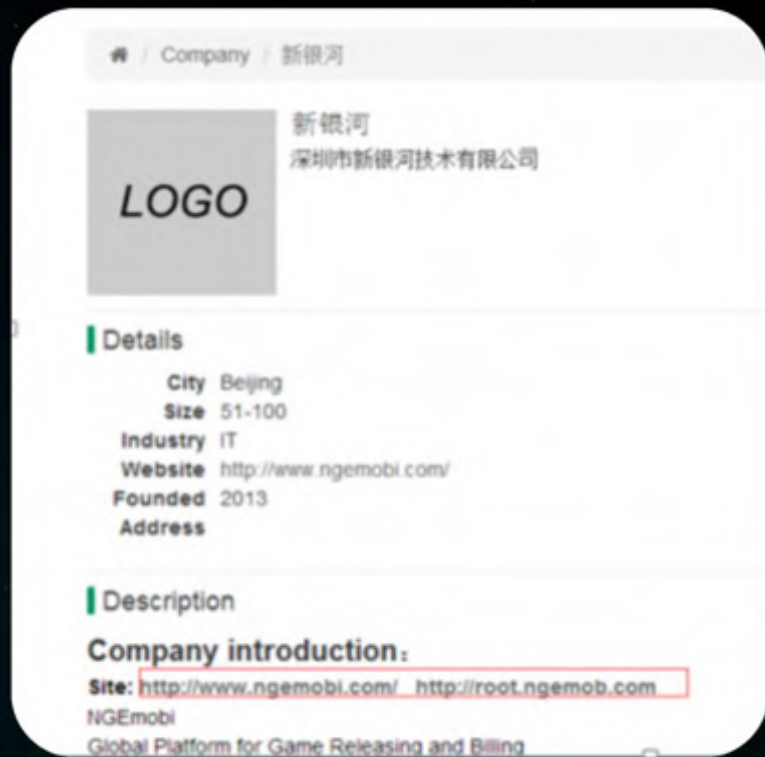 / Company / 新银河
新银河
深圳市新银河技术有限公司
LOGO
Details
City Beijing
Size 51-100
Industry IT
Website http://www.ngemobi.com/
Founded 2013
Address
Description
Company introduction：
Site: http://www.ngemobi.com/ http://root.ngemob.com
NGEmobi
Global Platform for Game Releasing and Billing